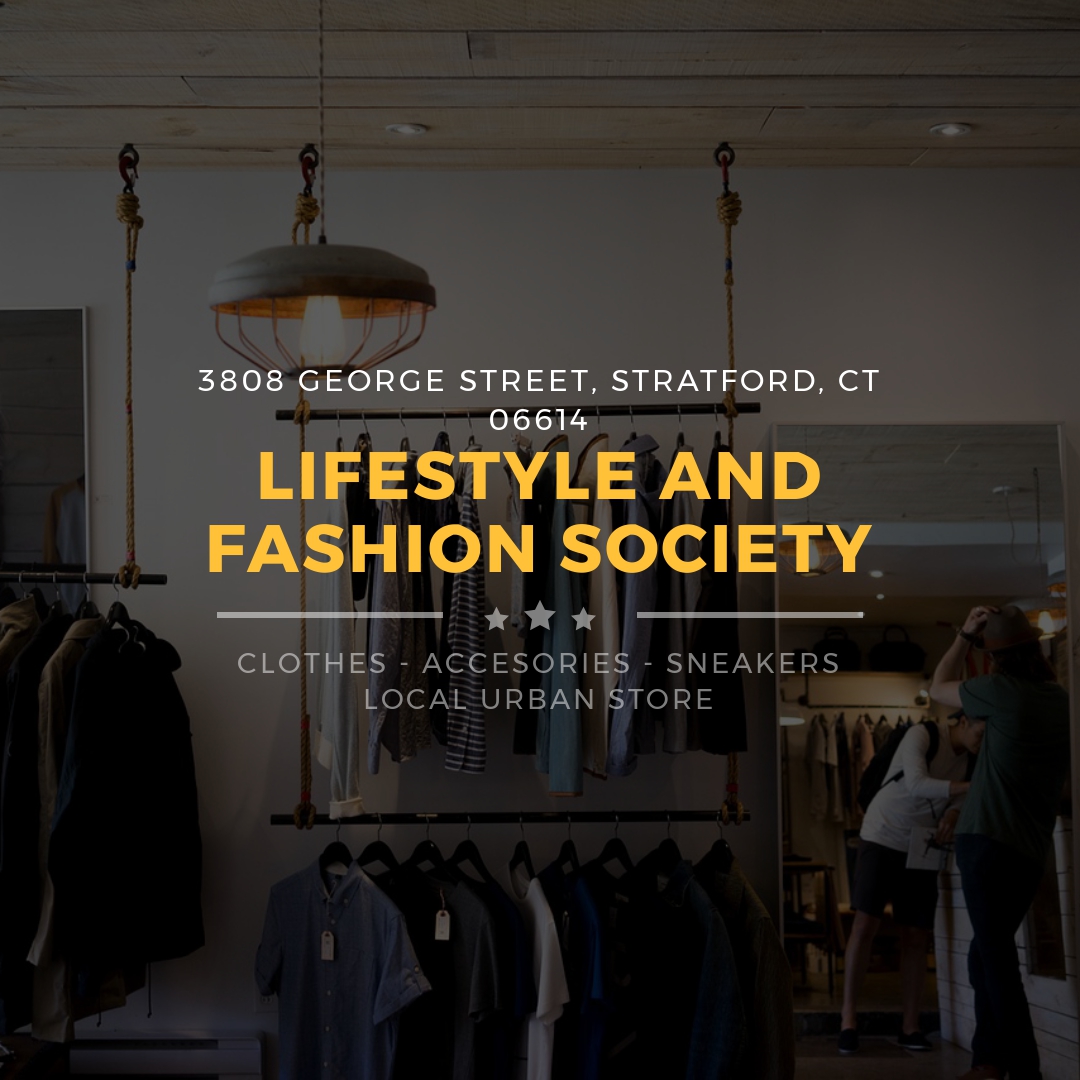 3808 GEORGE STREET, STRATFORD, CT
06614
LIFESTYLE AND
FASHION SOCIETY
CLOTHES - ACCESORIES - SNEAKERS
LOCAL URBAN STORE